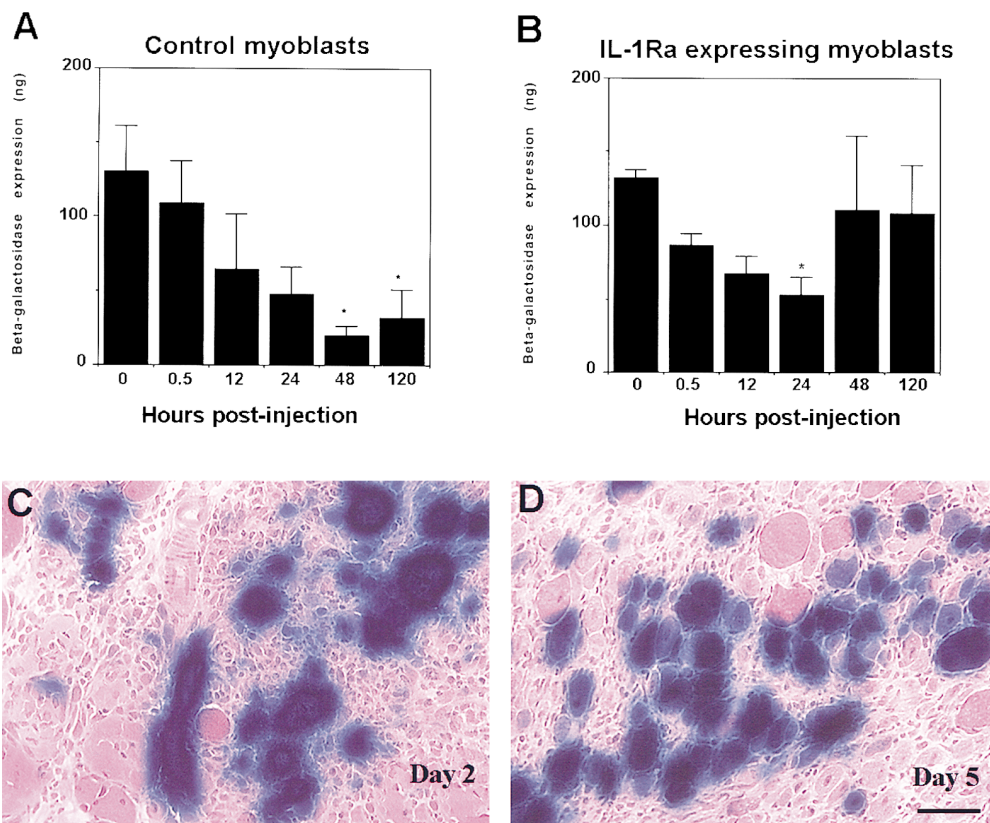 A
Control myoblasts
Beta-galactosidase expression (ng)
200
100
0
0 0.5 12 24 48 120
* *
Hours post-injection
B
IL-1Ra expressing myoblasts
Beta-galactosidase expression (ng)
200
100
0
0 0.5 12 24 48 120
*
Hours post-injection
C
Day 2
D
Day 5